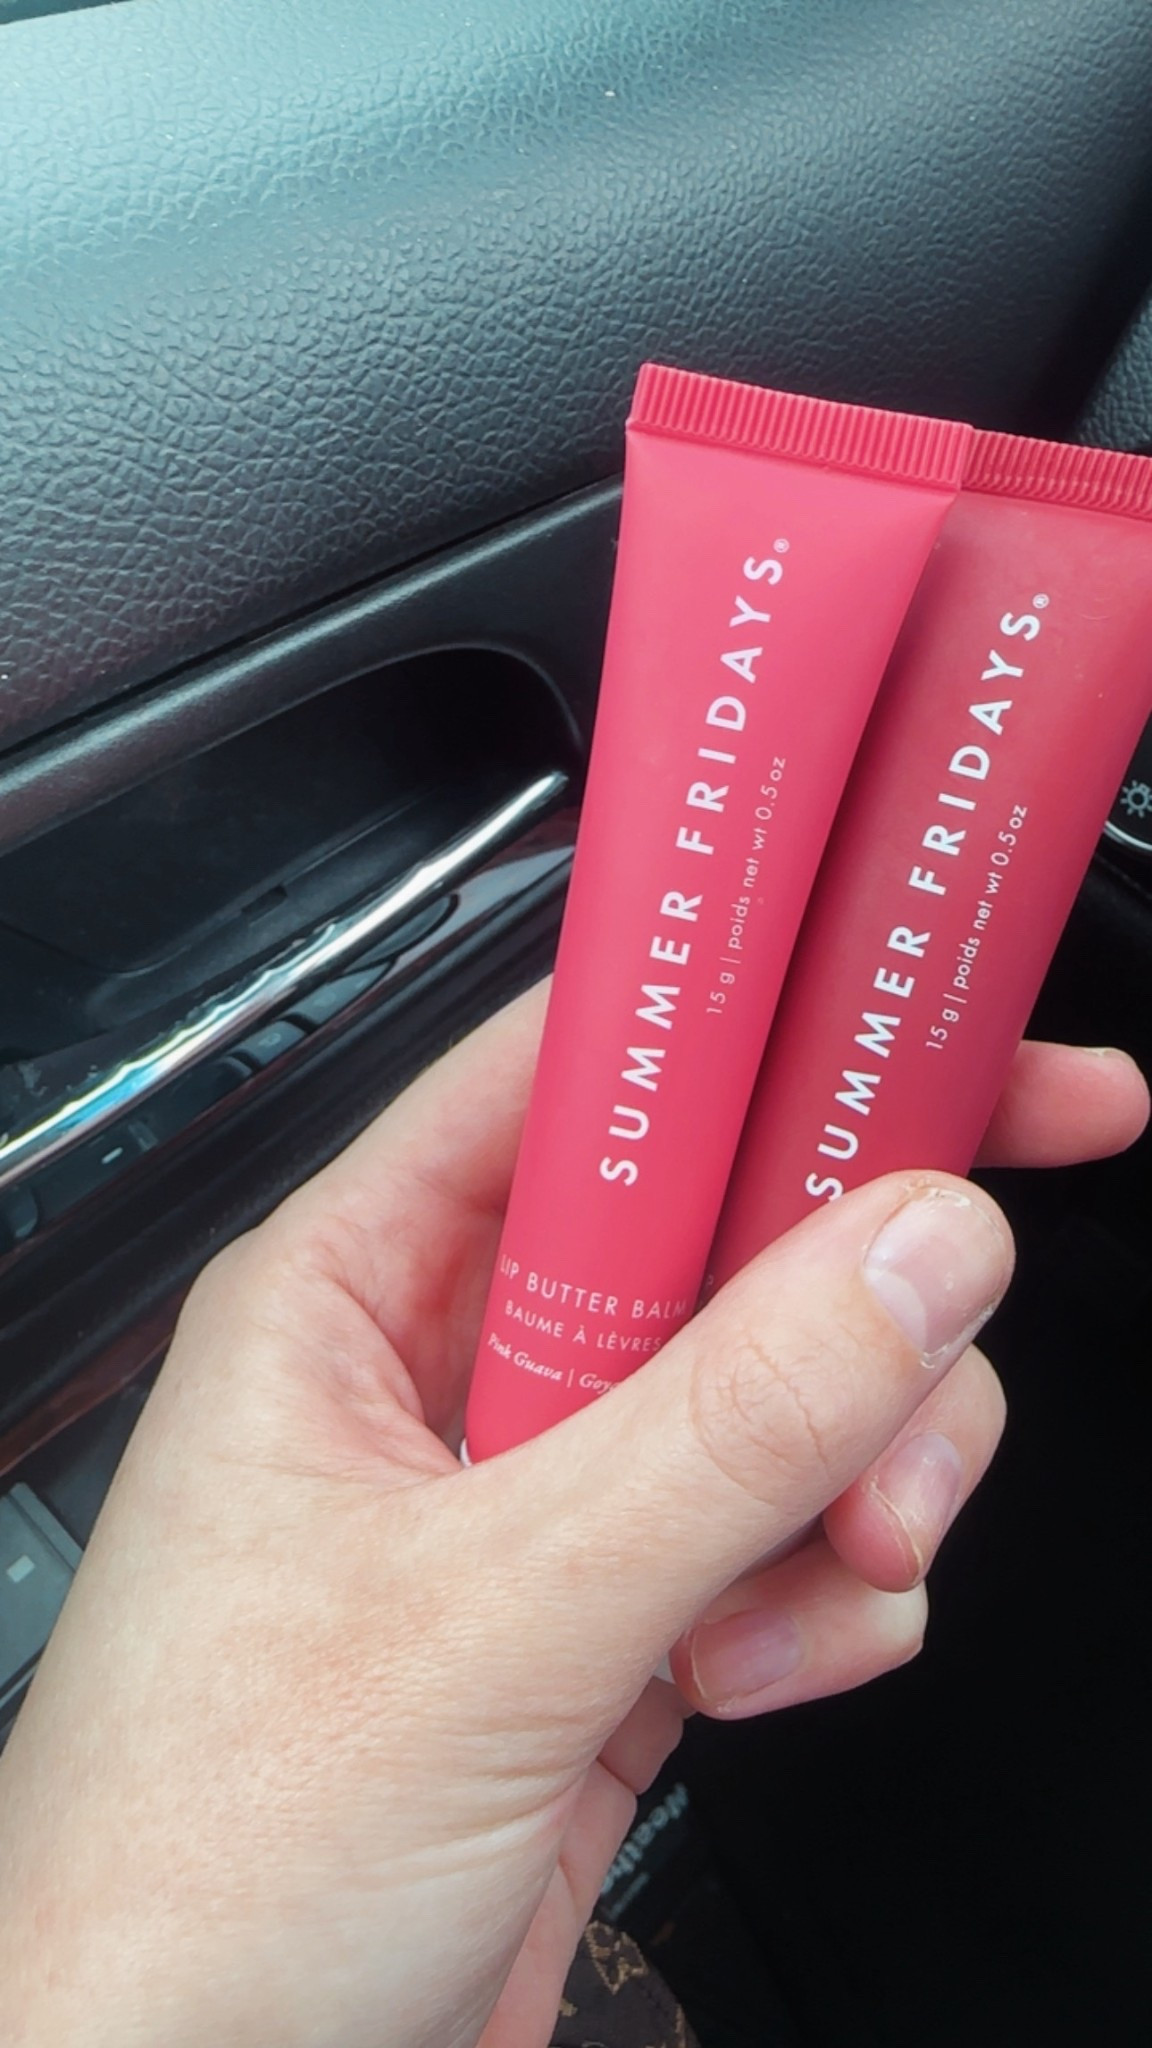 SUMMER FRIDAYS®
15 g | poids net wt 0.5 oz
LIP BUTTER BALM
BAUME À LÈVRES
Pink Guava |
SUMMER FRIDAYS®
15 g | poids net wt 0.5 oz